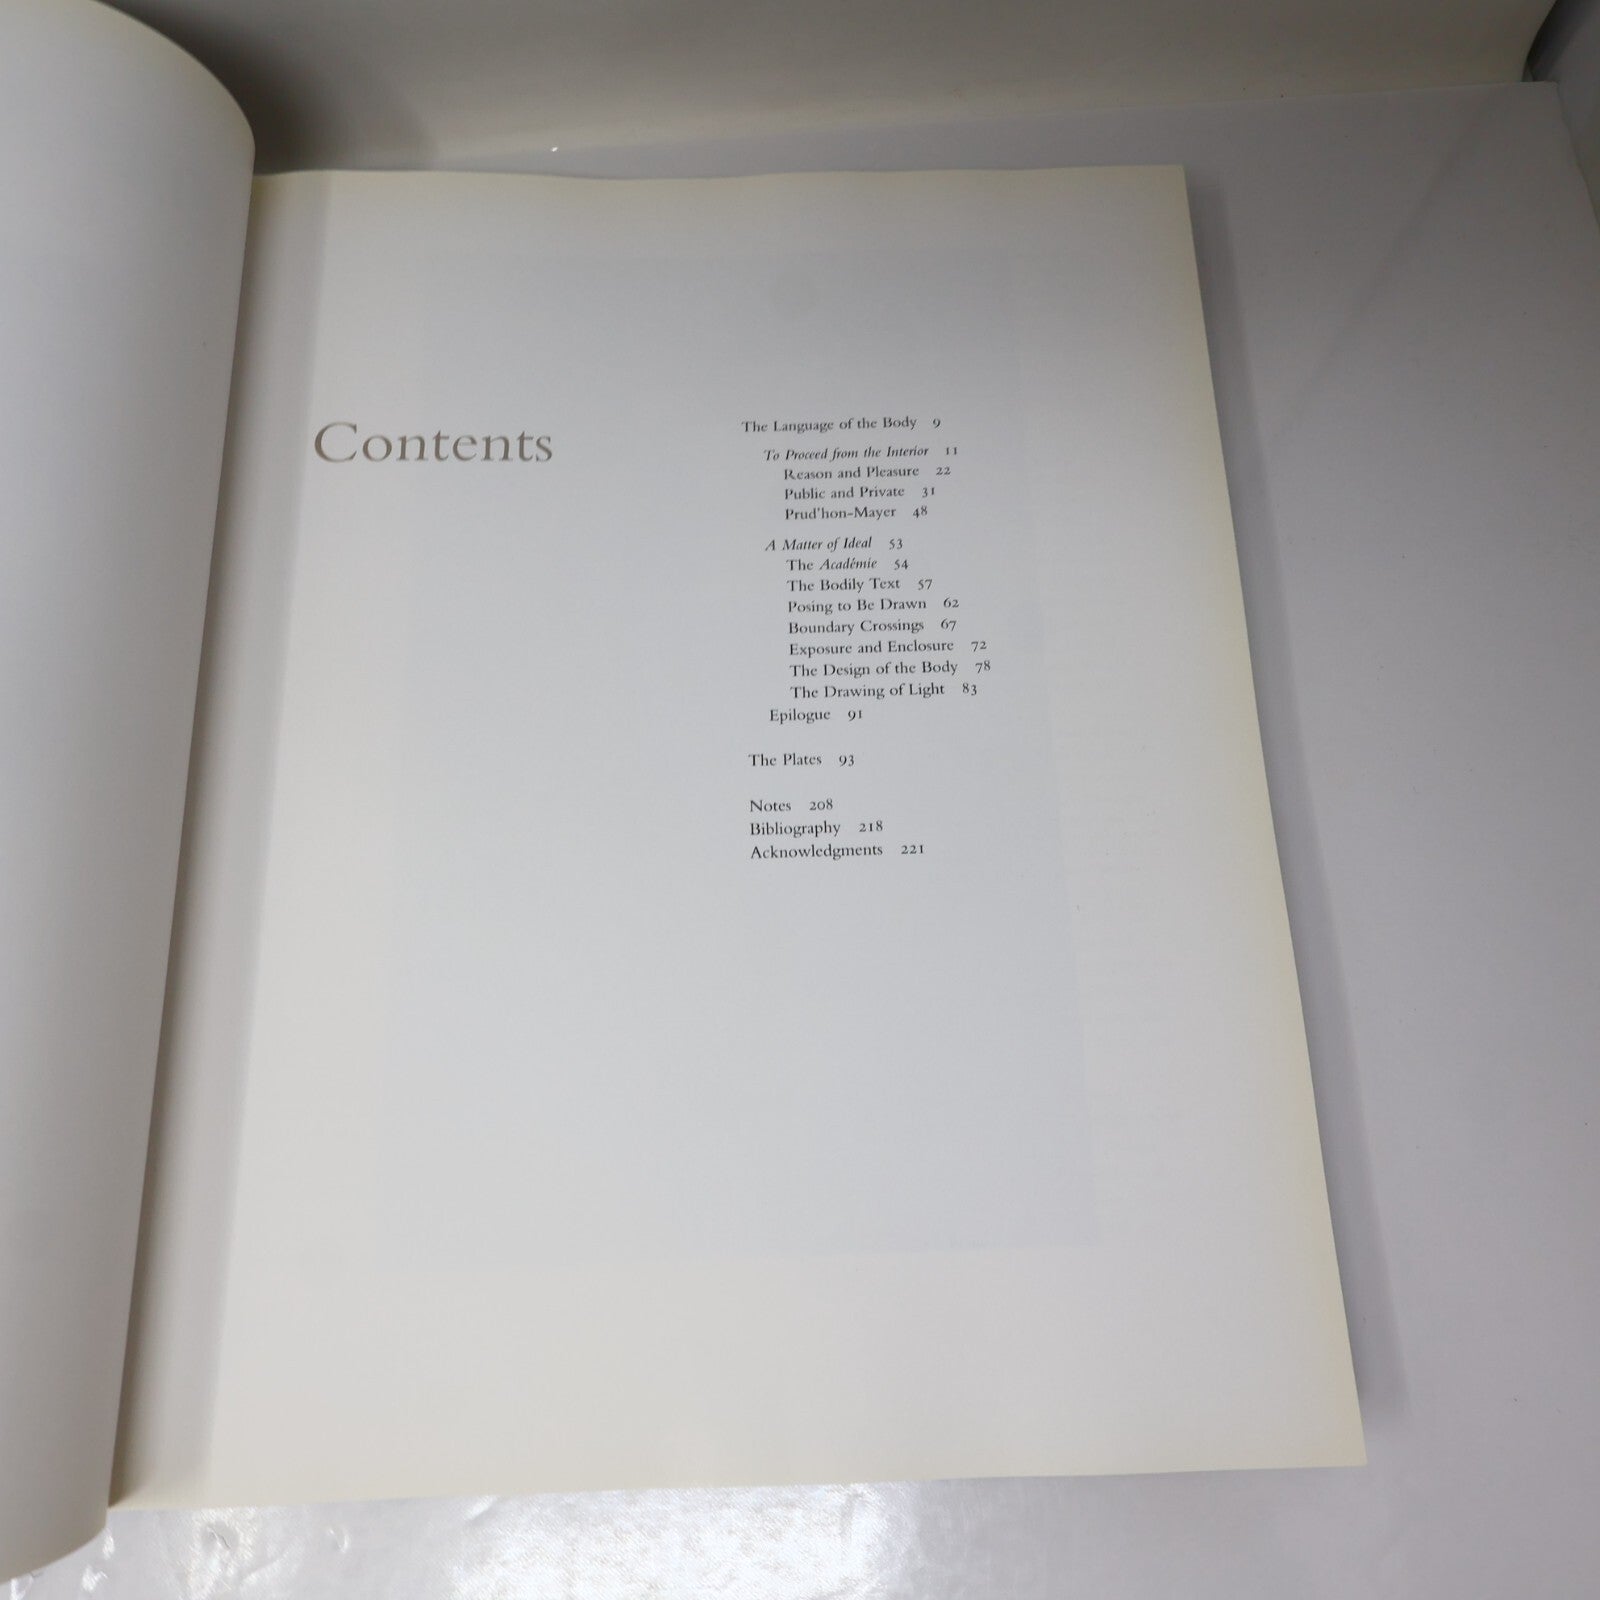 Contents
The Language of the Body 9
To Proceed from the Interior 11
Reason and Pleasure 22
Public and Private 31
Prud'hon-Mayer 48
A Matter of Ideal 53
The Académie 54
The Bodily Text 57
Posing to Be Drawn 62
Boundary Crossings 67
Exposure and Enclosure 72
The Design of the Body 78
The Drawing of Light 83
Epilogue 91
The Plates 93
Notes 208
Bibliography 218
Acknowledgments 221